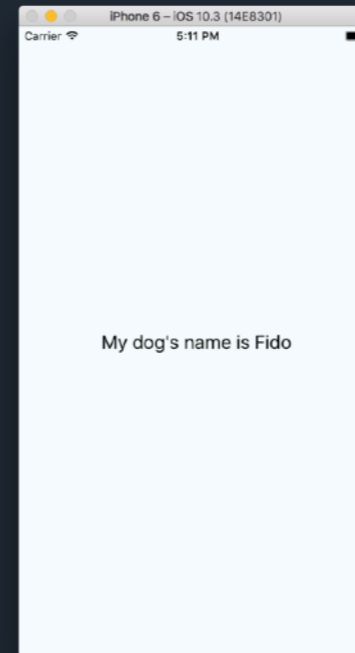 iPhone 6 – iOS 10.3 (14E8301)
Carrier 5:11 PM
My dog's name is Fido